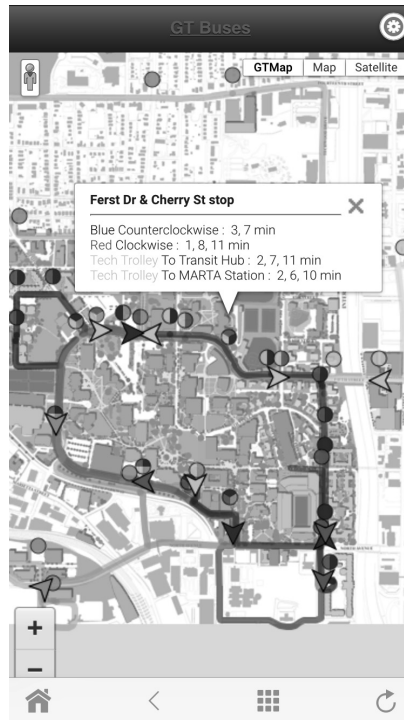 GT Buses
GTMap Map Satellite
Ferst Dr & Cherry St stop
Blue Counterclockwise : 3, 7 min
Red Clockwise : 1, 8, 11 min
Tech Trolley To Transit Hub : 2, 7, 11 min
Tech Trolley To MARTA Station : 2, 6, 10 min
NORTH AVENUE
+
−